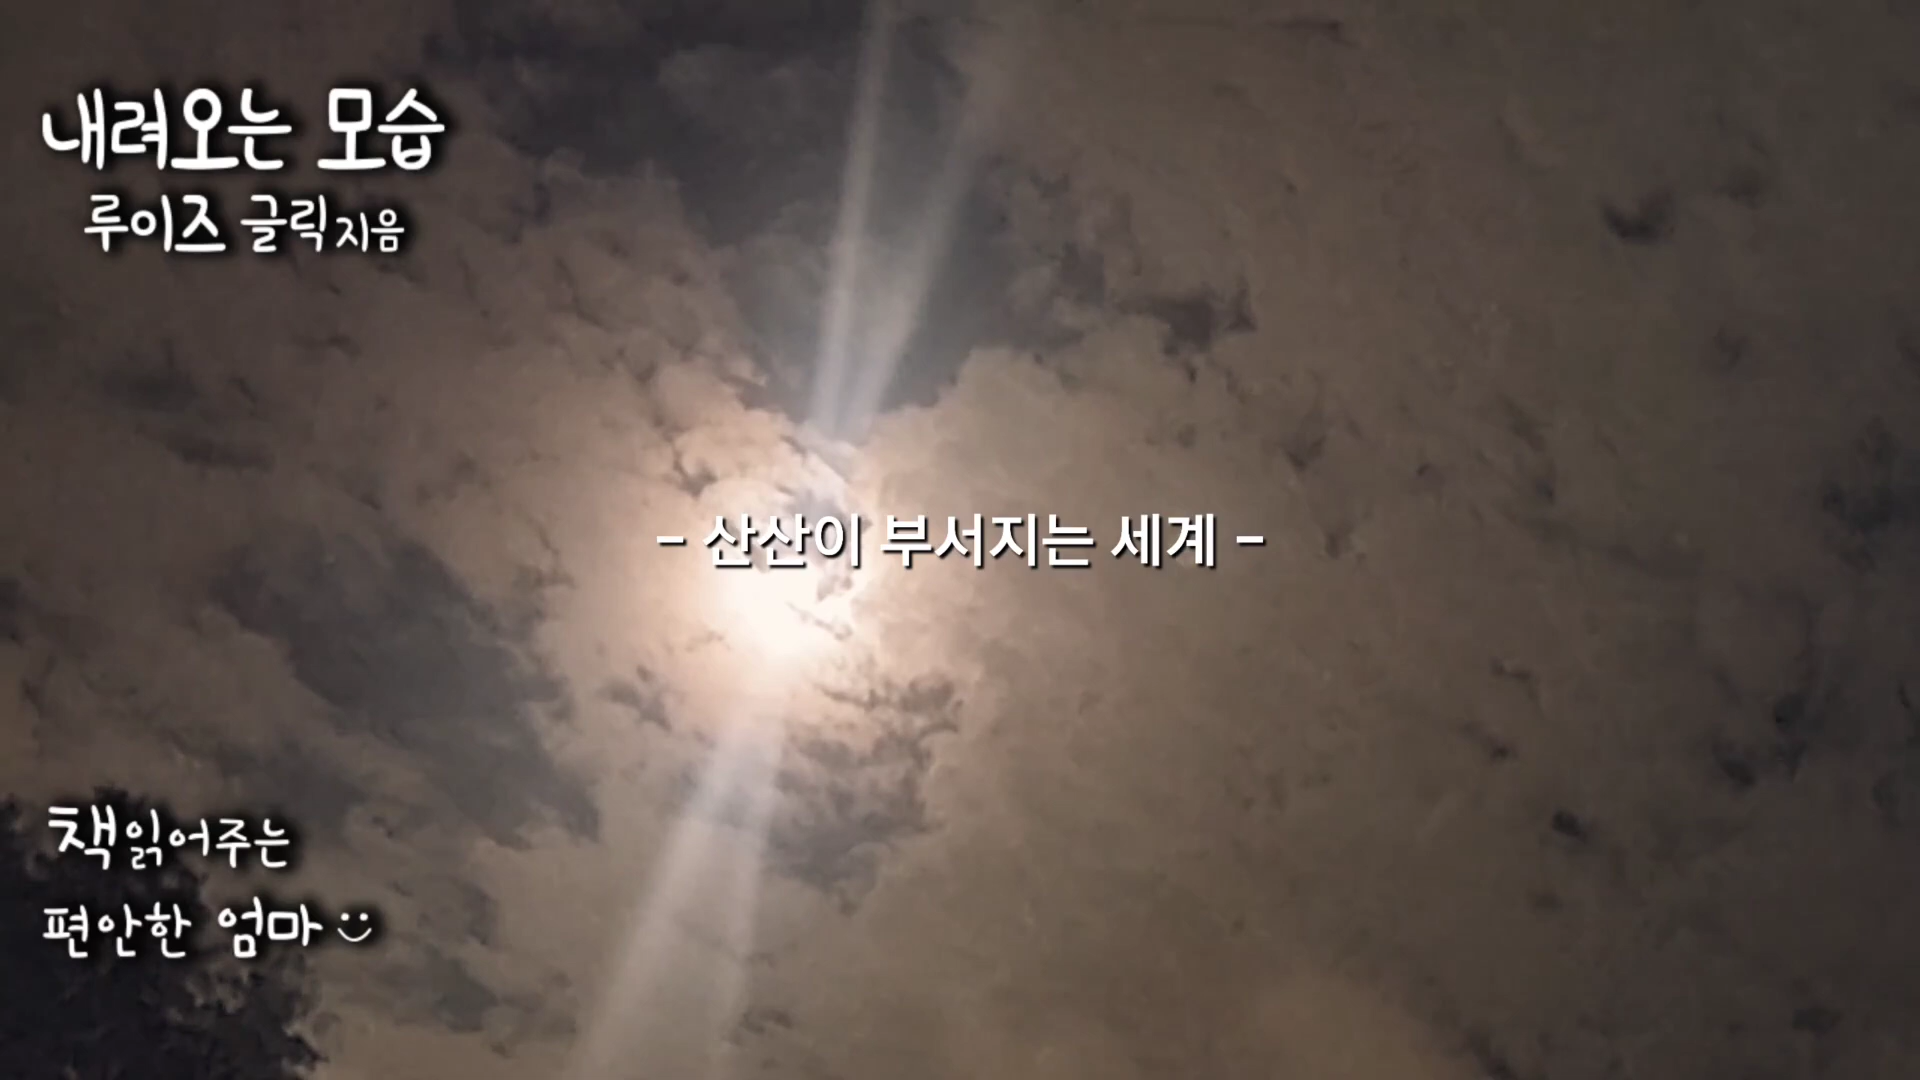 내려오는 모습
루이즈 글릭 지음
- 산산이 부서지는 세계 -
책읽어주는
편안한 엄마